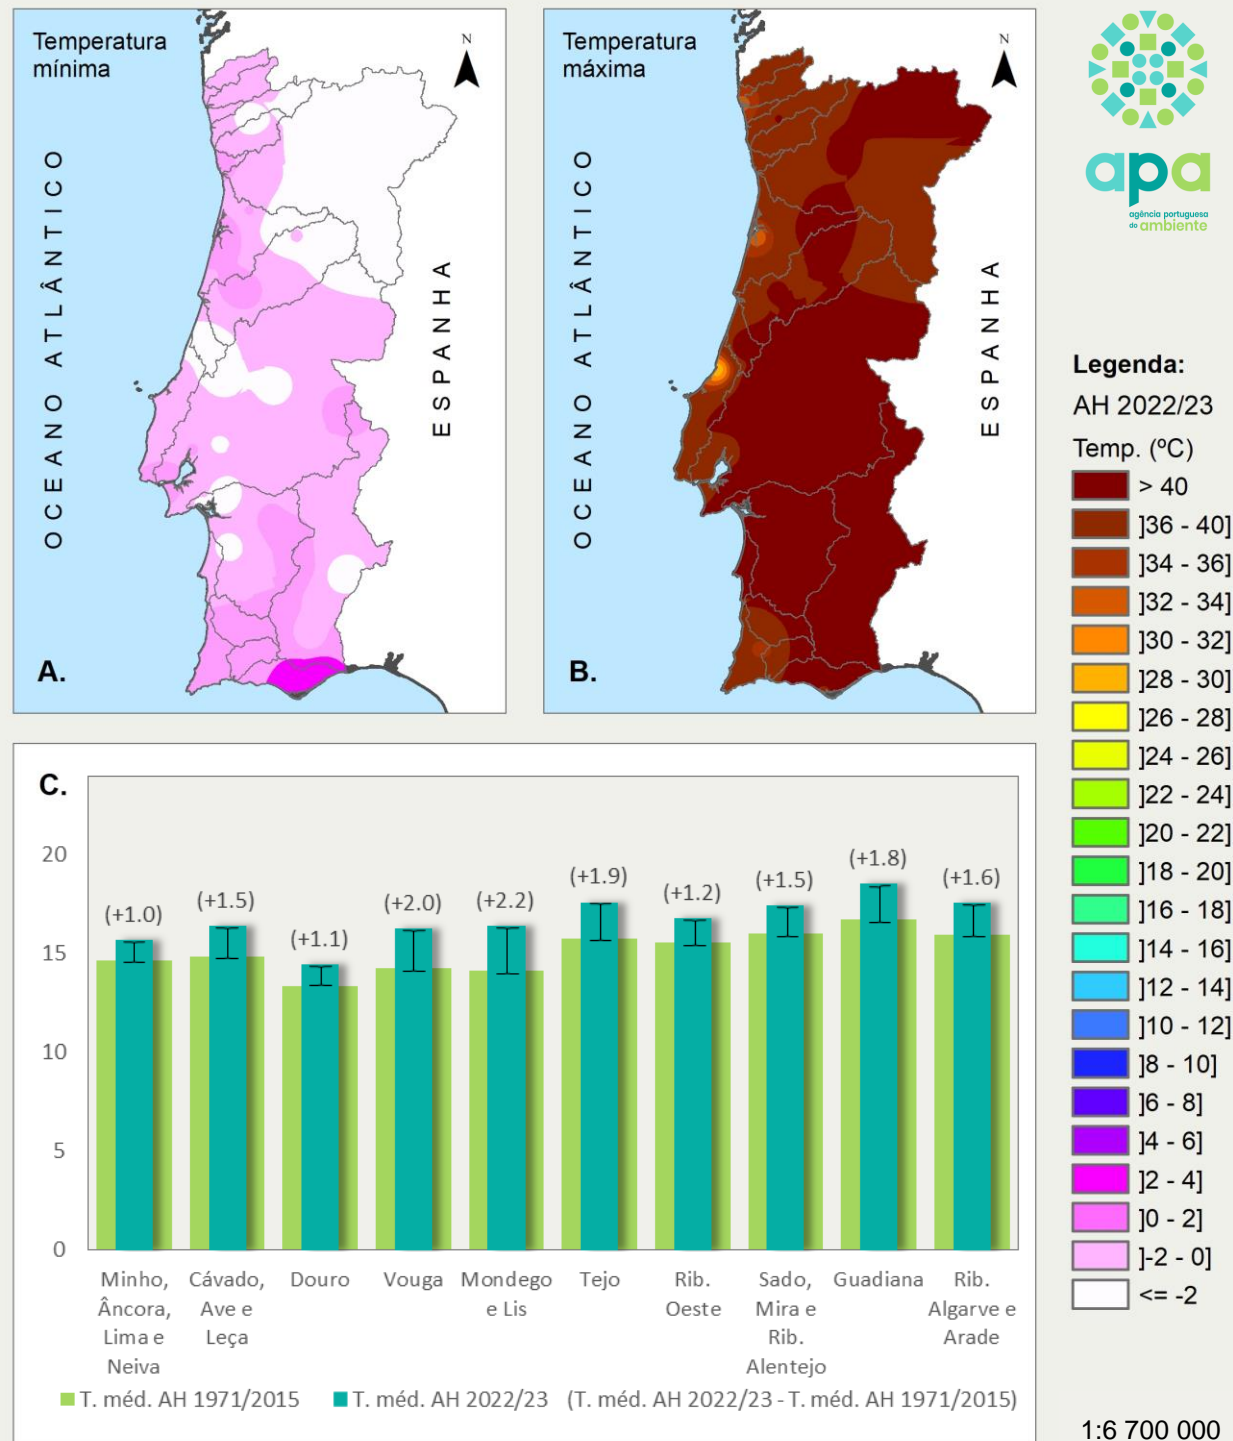 Temperatura
mínima
N
OCEANO ATLÂNTICO
ESPANHA
A.
Temperatura
máxima
N
OCEANO ATLÂNTICO
ESPANHA
B.
apa
agência portuguesa
do ambiente
Legenda:
AH 2022/23
Temp. (ºC)
> 40
]36 - 40]
]34 - 36]
]32 - 34]
]30 - 32]
]28 - 30]
]26 - 28]
]24 - 26]
]22 - 24]
]20 - 22]
]18 - 20]
]16 - 18]
]14 - 16]
]12 - 14]
]10 - 12]
]8 - 10]
]6 - 8]
]4 - 6]
]2 - 4]
]0 - 2]
]-2 - 0]
<= -2
C.
20
15
10
5
0
(+1.0)
(+1.5)
(+1.1)
(+2.0)
(+2.2)
(+1.9)
(+1.2)
(+1.5)
(+1.8)
(+1.6)
Minho,
Âncora,
Lima e
Neiva
Cávado,
Ave e
Leça
Douro
Vouga
Mondego
e Lis
Tejo
Rib.
Oeste
Sado,
Mira e
Rib.
Alentejo
Guadiana
Rib.
Algarve e
Arade
T. méd. AH 1971/2015
T. méd. AH 2022/23
(T. méd. AH 2022/23 - T. méd. AH 1971/2015)
1:6 700 000